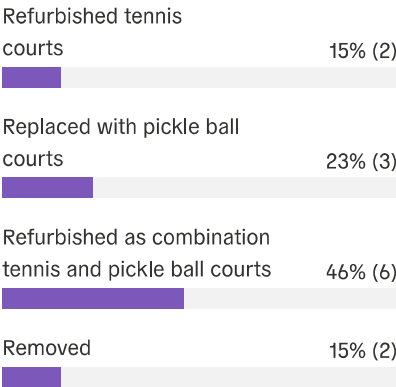 Refurbished tennis
courts 15% (2)
Replaced with pickle ball
courts 23% (3)
Refurbished as combination
tennis and pickle ball courts 46% (6)
Removed 15% (2)